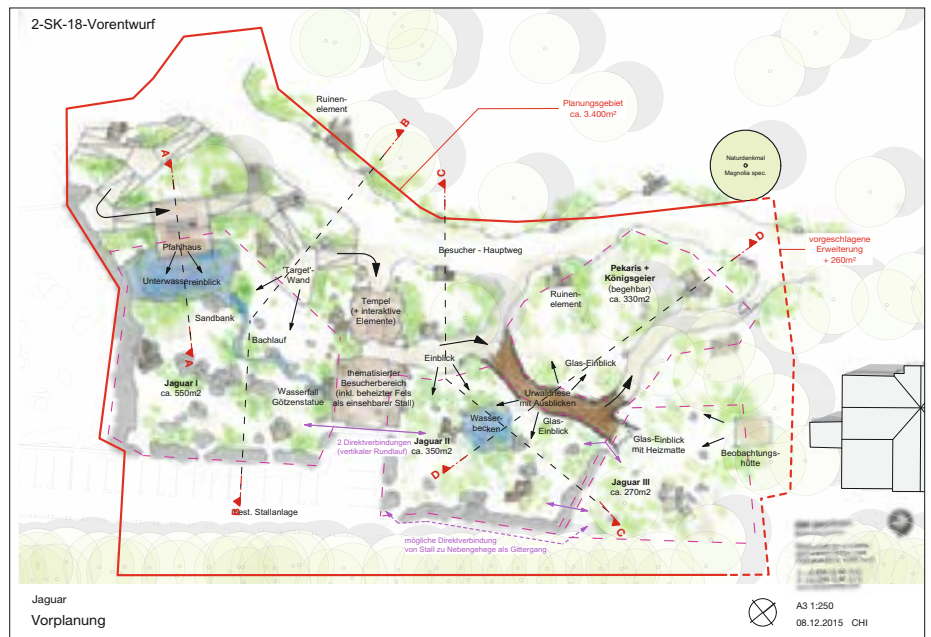 2-SK-18-Vorentwurf
Ruinen-
element
Planungsgebiet
ca. 3.400m²
Naturdenkmal
Magnolia spec.
A
B
C
D
vorgeschlagene
Erweiterung
+ 260m²
Besucher - Hauptweg
Pfahlhaus
Unterwassereinblick
'Target'-
Wand
Sandbank
Bachlauf
Tempel
(+ interaktive
Elemente)
Pekaris +
Königsgeier
(begehbar)
ca. 330m2
Ruinen-
element
A
Jaguar I
ca. 550m2
Wasserfall
Götzenstatue
thematisierter
Besucherbereich
(inkl. beheizter Fels
als einsehbarer Stall)
Einblick
Glas-Einblick
Urwaldriese
mit Ausblicken
Wasser-
becken
Glas-
Einblick
2 Direktverbindungen
(vertikaler Rundlauf)
Jaguar II
ca. 350m2
Glas-Einblick
mit Heizmatte
Beobachtungs-
hütte
D
Jaguar III
ca. 270m2
B
Best. Stallanlage
C
mögliche Direktverbindung
von Stall zu Nebengehege als Gittergang
Jaguar
Vorplanung
A3 1:250
08.12.2015 CHI